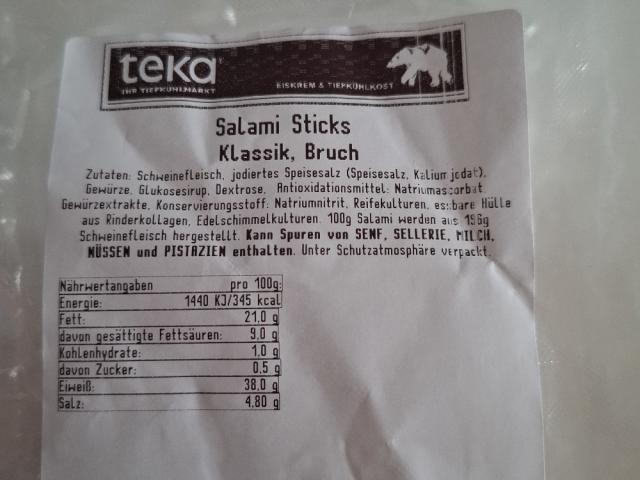 teka
IHR TIEFKÜHLMARKT
EISKREM & TIEFKÜHLKOST
Salami Sticks
Klassik, Bruch
Zutaten: Schweinefleisch, jodiertes Speisesalz (Speisesalz, Kaliumjodat),
Gewürze, Glukosesirup, Dextrose, Antioxidationsmittel: Natriumascorbat,
Gewürzextrakte, Konservierungsstoff: Natriumnitrit, Reifekulturen, essbare Hülle
aus Rinderkollagen, Edelschimmelkulturen. 100g Salami werden aus
Schweinefleisch hergestellt. Kann Spuren von SENF, SELLERIE, MILCH,
NÜSSEN und PISTAZIEN enthalten. Unter Schutzatmosphäre verpackt.
Nährwertangaben pro 100g:
Energie: 1440 KJ/345 kcal
Fett: 21,0 g
davon gesättigte Fettsäuren: 9,0 g
Kohlenhydrate: 1,0 g
davon Zucker: 0,5 g
Eiweiß: 38,0 g
Salz: 4,80 g